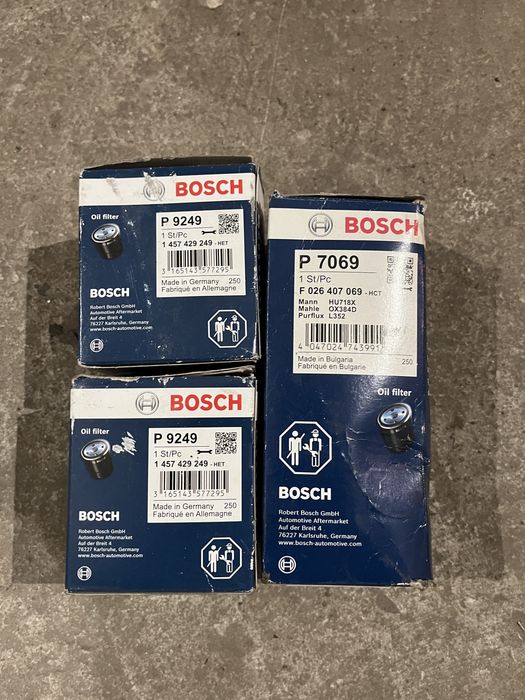 BOSCH
Oil filter
P 9249
1 St/Pc
1 457 429 249 - HET
3 165143 577295
250
Made in Germany
Fabriqué en Allemagne
BOSCH
Robert Bosch GmbH
Automotive Aftermarket
Auf der Breit 4
76227 Karlsruhe, Germany
www.bosch-automotive.com
BOSCH
Oil filter
P 9249
1 St/Pc
1 457 429 249 - HET
3 165143 577295
Made in Germany 250
Fabriqué en Allemagne
BOSCH
Robert Bosch GmbH
Automotive Aftermarket
Auf der Breit 4
76227 Karlsruhe, Germany
www.bosch-automotive.com
BOSCH
P 7069
1 St/Pc
F 026 407 069 - HCT
Mann HU718X
Mahle OX384D
Purflux L352
4 047024 743991
Made in Bulgaria 250
Fabriqué en Bulgarie
Oil filter
BOSCH
Robert Bosch GmbH
Automotive Aftermarket
Auf der Breit 4
76227 Karlsruhe, Germany
www.bosch-automotive.com